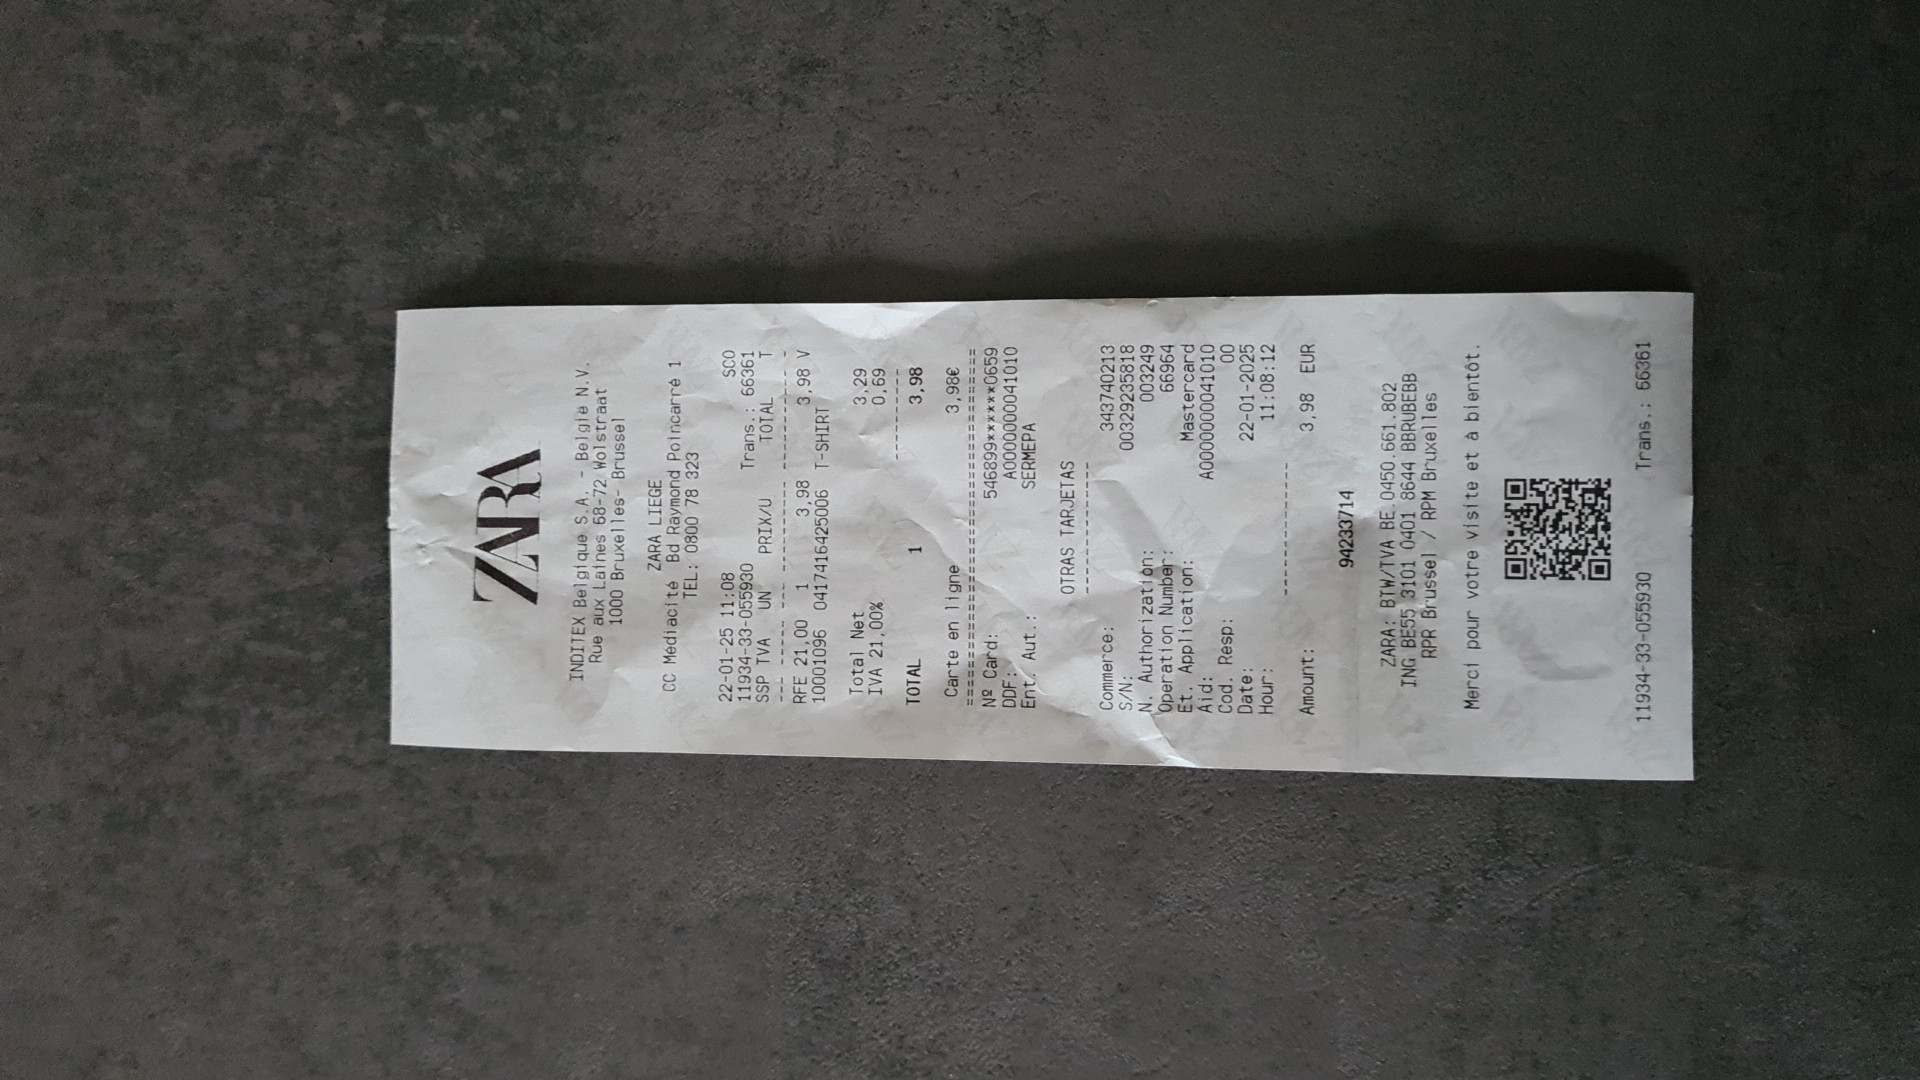 ZARA
INDITEX Belgique S.A. - Belgie N.V.
Rue aux Laines 68-72 Wolstraat
1000 Bruxelles- Brussel
ZARA LIEGE
CC Mediacité Bd Raymond Poincarré 1
TEL: 0800 78 323
22-01-25 11:08 SCO
11934-33-055930 Trans.: 66361
SSP TVA UN PRIX/U TOTAL T
RFE 21,00 1 3,98 3,98 V
10001096 04174164250​06 T-SHIRT
Total Net 3,29
IVA 21,00% 0,69
TOTAL 1 3,98
Carte en ligne 3,98€
Nº Card: 546899*******0659
DDF: A0000000041010
Ent. Aut.: SERMEPA
OTRAS TARJETAS
Commerce: 343740213
S/N: 00329235818
N. Authorization: 003249
Operation Number: 66964
Et. Application: Mastercard
Aid: A0000000041010
Cod. Resp: 00
Date: 22-01-2025
Hour: 11:08:12
Amount: 3,98 EUR
94233714
ZARA: BTW/TVA BE.0450.661.802
ING BE55 3101 0401 8644 BBRUBEBB
RPR Brussel / RPM Bruxelles
Merci pour votre visite et à bientôt.
11934-33-055930 Trans.: 66361